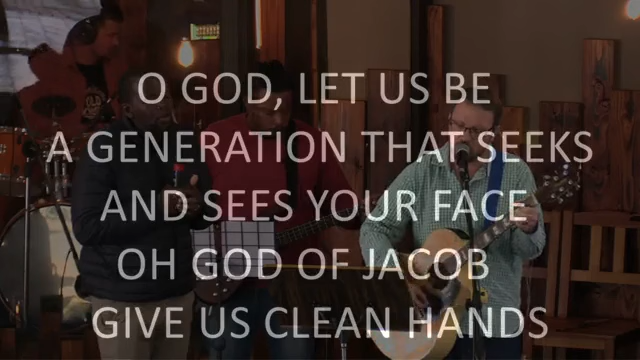 O GOD, LET US BE
A GENERATION THAT SEEKS
AND SEES YOUR FACE
OH GOD OF JACOB
GIVE US CLEAN HANDS